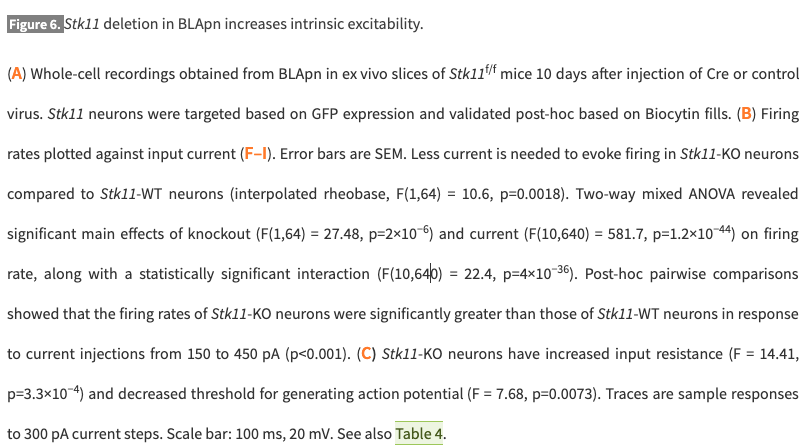 Figure 6. Stk11 deletion in BLApn increases intrinsic excitability.
(A) Whole-cell recordings obtained from BLApn in ex vivo slices of Stk11f/f mice 10 days after injection of Cre or control
virus. Stk11 neurons were targeted based on GFP expression and validated post-hoc based on Biocytin fills. (B) Firing
rates plotted against input current (F–I). Error bars are SEM. Less current is needed to evoke firing in Stk11-KO neurons
compared to Stk11-WT neurons (interpolated rheobase, F(1,64) = 10.6, p=0.0018). Two-way mixed ANOVA revealed
significant main effects of knockout (F(1,64) = 27.48, p=2×10⁻⁶) and current (F(10,640) = 581.7, p=1.2×10⁻⁴⁴) on firing
rate, along with a statistically significant interaction (F(10,640) = 22.4, p=4×10⁻³⁶). Post-hoc pairwise comparisons
showed that the firing rates of Stk11-KO neurons were significantly greater than those of Stk11-WT neurons in response
to current injections from 150 to 450 pA (p<0.001). (C) Stk11-KO neurons have increased input resistance (F = 14.41,
p=3.3×10⁻⁴) and decreased threshold for generating action potential (F = 7.68, p=0.0073). Traces are sample responses
to 300 pA current steps. Scale bar: 100 ms, 20 mV. See also Table 4.